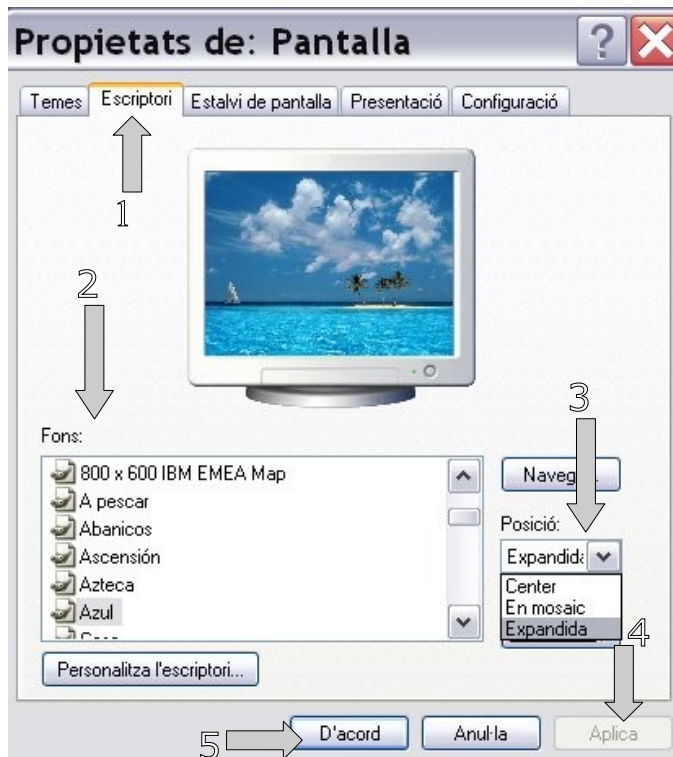 Propietats de: Pantalla
Temes Escriptori Estalvi de pantalla Presentació Configuració
1
2
3
Fons:
800 x 600 IBM EMEA Map
A pescar
Abanicos
Ascensión
Azteca
Azul
Posició:
Expandida
Center
En mosaic
Expandida
4
Personalitza l'escriptori...
5
D'acord Anul·la Aplica